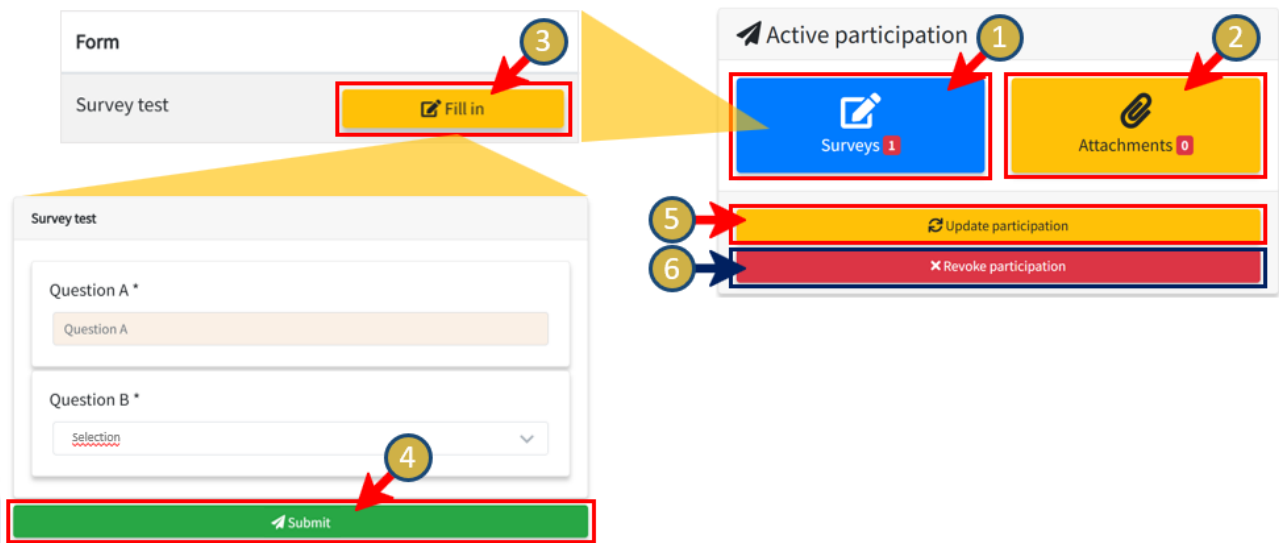 Form
3
Survey test
Fill in
Survey test
Question A *
Question A
Question B *
Selection
4
Submit
Active participation
1
2
Surveys 1
Attachments 0
5
Update participation
6
Revoke participation